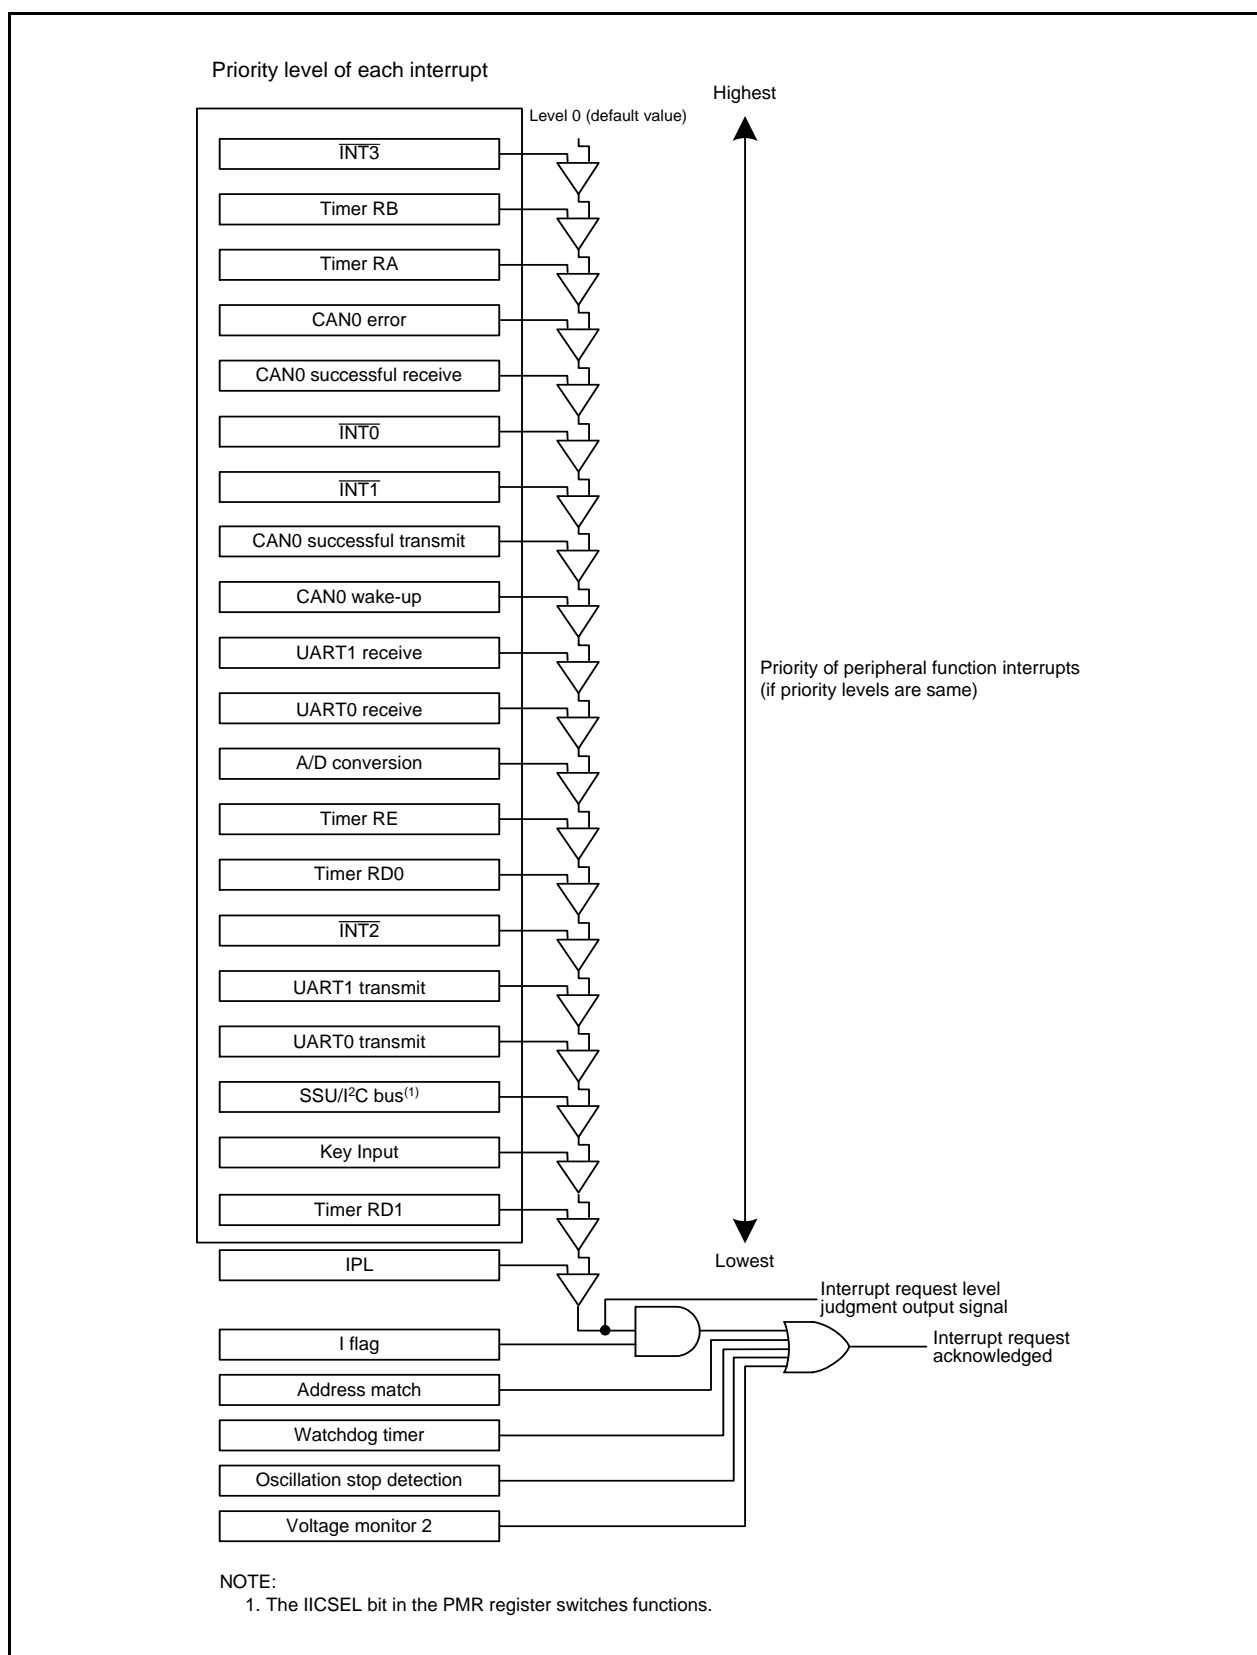 Priority level of each interrupt
Highest
Level 0 (default value)
I̅N̅T̅3̅
Timer RB
Timer RA
CAN0 error
CAN0 successful receive
I̅N̅T̅0̅
I̅N̅T̅1̅
CAN0 successful transmit
CAN0 wake-up
UART1 receive
Priority of peripheral function interrupts
(if priority levels are same)
UART0 receive
A/D conversion
Timer RE
Timer RD0
I̅N̅T̅2̅
UART1 transmit
UART0 transmit
SSU/I²C bus⁽¹⁾
Key Input
Timer RD1
Lowest
IPL
Interrupt request level
judgment output signal
I flag
Interrupt request
acknowledged
Address match
Watchdog timer
Oscillation stop detection
Voltage monitor 2
NOTE:
1. The IICSEL bit in the PMR register switches functions.